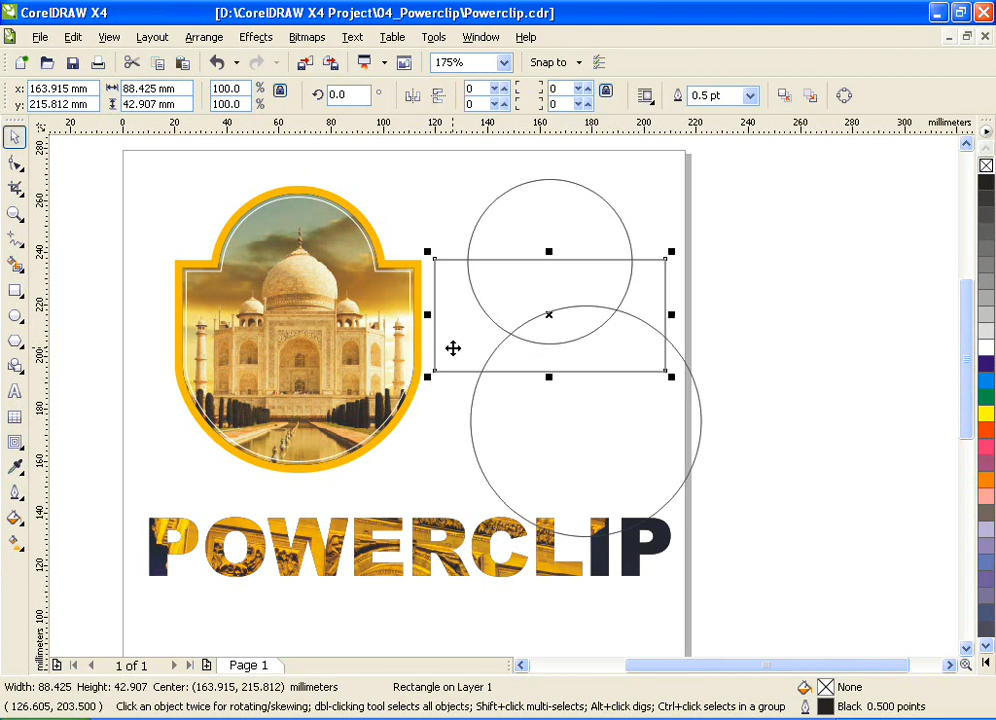 CorelDRAW X4 [D:\CorelDRAW X4 Project\04_Powerclip\Powerclip.cdr]
File Edit View Layout Arrange Effects Bitmaps Text Table Tools Window Help
175% Snap to
x: 163.915 mm 88.425 mm 100.0 % 0.0 ° 0 0 0.5 pt
y: 215.812 mm 42.907 mm 100.0 % 0 0
20 0 20 40 60 80 100 120 140 160 180 200 220 240 260 280 300 millimeters
280
260
240
220
200
180
160
140
120
100
millimeters
POWERCLIP
1 of 1 Page 1
Width: 88.425 Height: 42.907 Center: (163.915, 215.812) millimeters Rectangle on Layer 1 None
( 126.605, 203.500 ) Click an object twice for rotating/skewing; dbl-clicking tool selects all objects; Shift+click multi-selects; Alt+click digs; Ctrl+click selects in a group Black 0.500 points